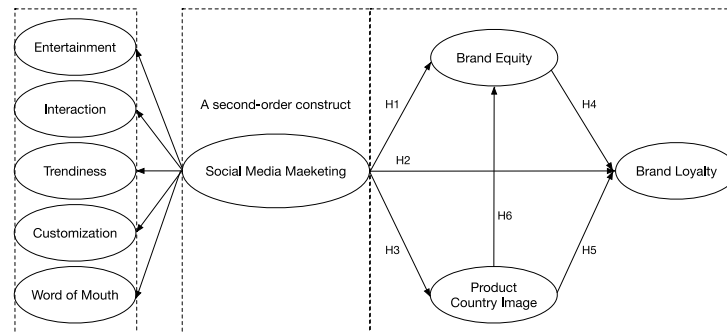 Entertainment
Interaction
Trendiness
Customization
Word of Mouth
A second-order construct
Social Media Maeketing
Brand Equity
H1
H4
H2
Brand Loyalty
H3
H6
H5
Product
Country Image